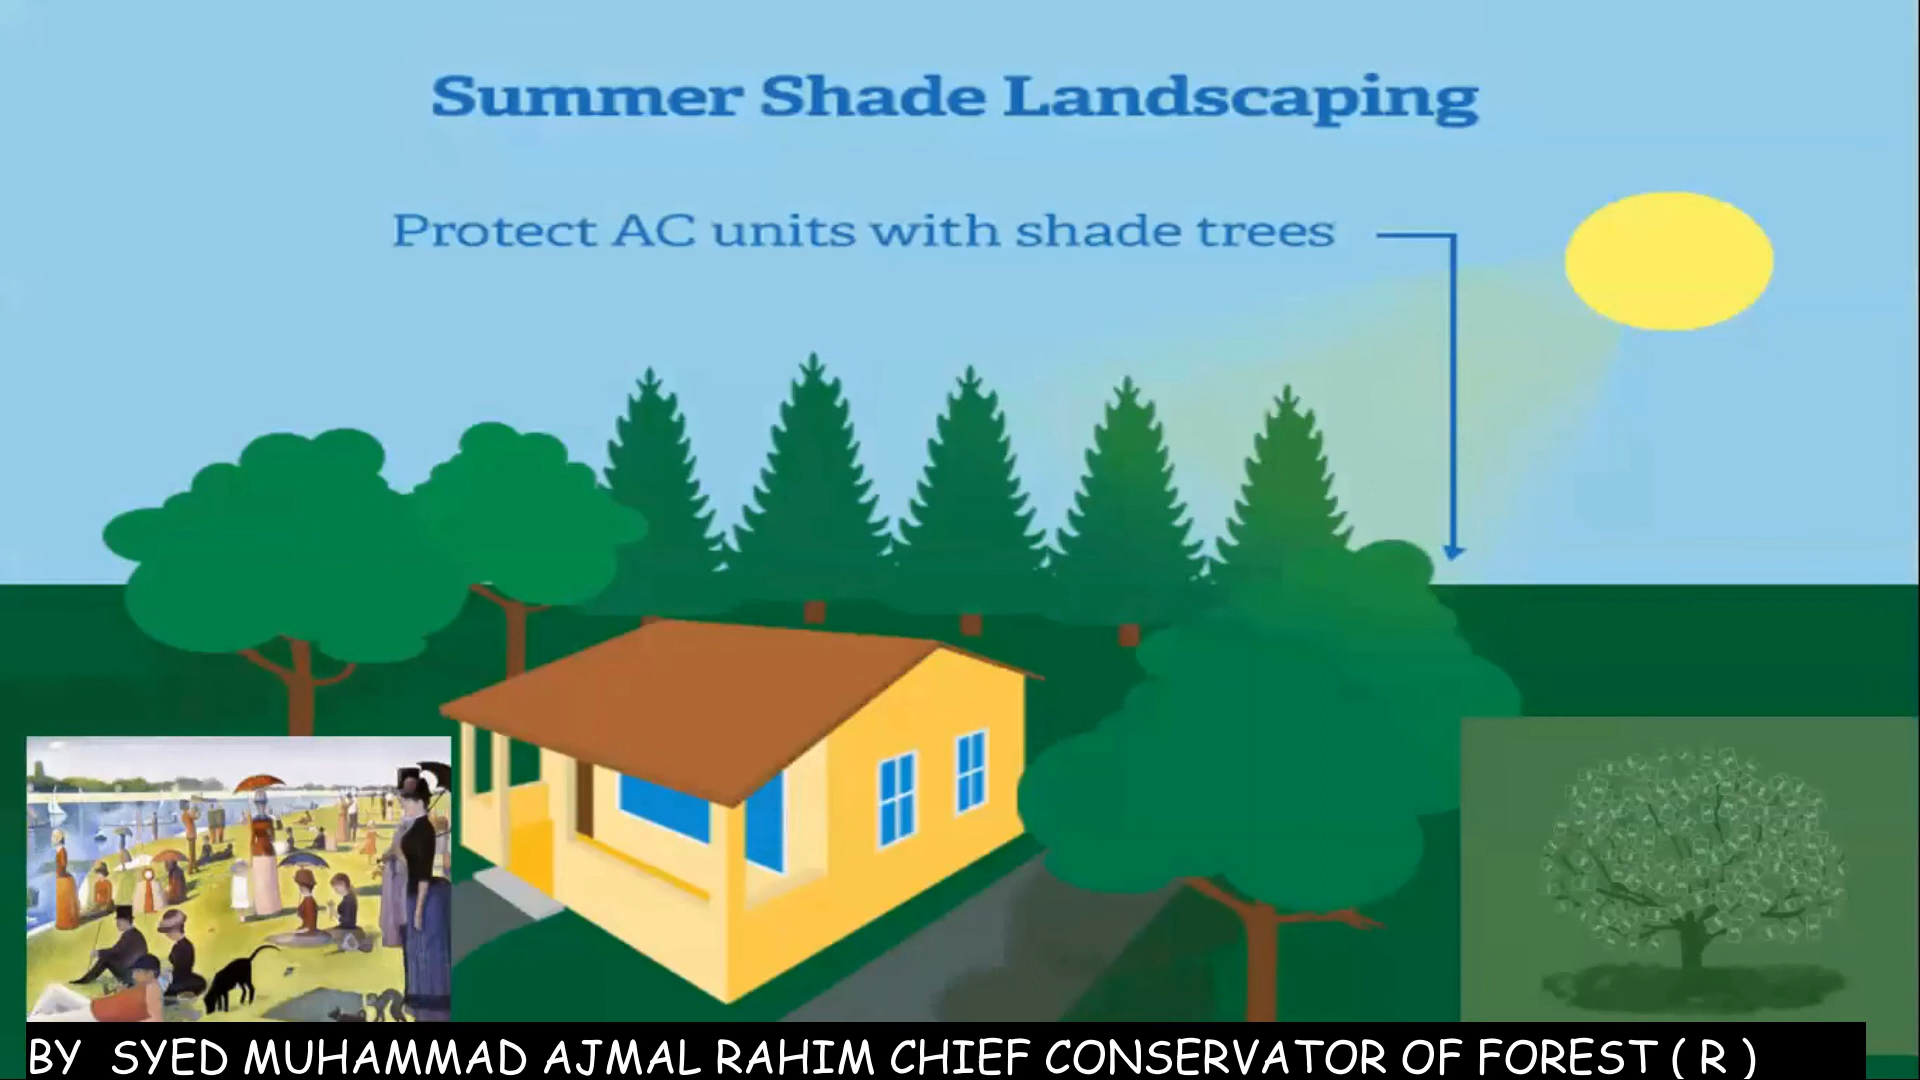 Summer Shade Landscaping
Protect AC units with shade trees
BY SYED MUHAMMAD AJMAL RAHIM CHIEF CONSERVATOR OF FOREST ( R )